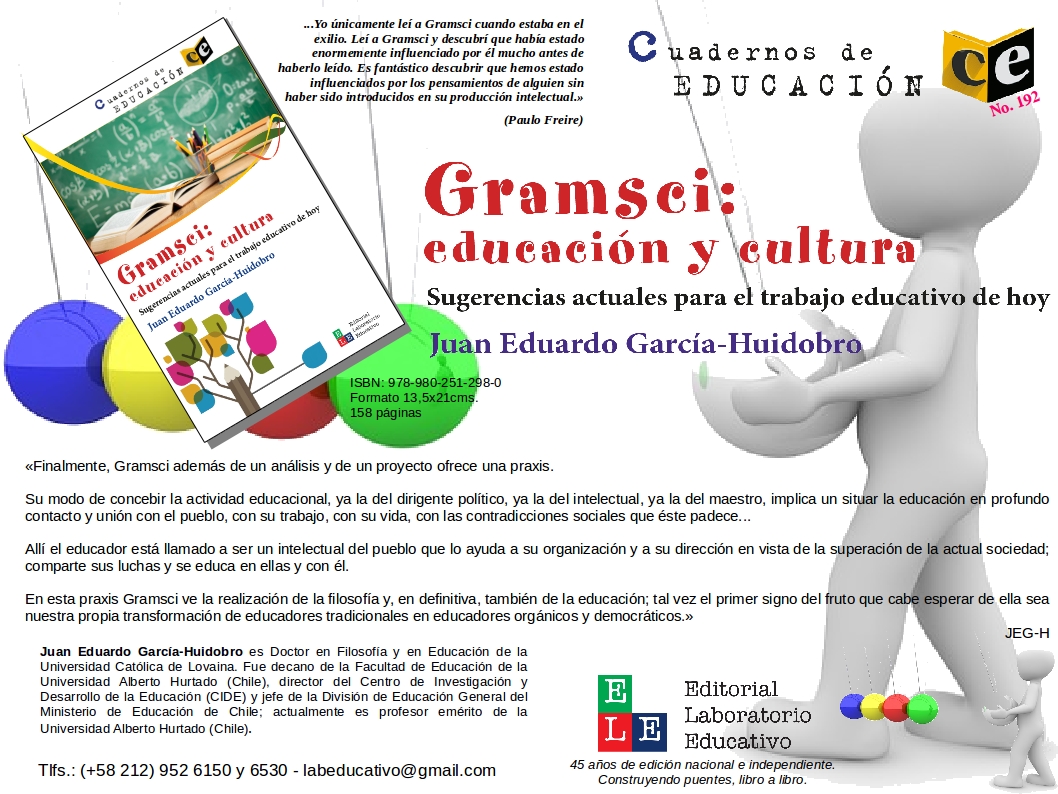 ...Yo únicamente leí a Gramsci cuando estaba en el
exilio. Leí a Gramsci y descubrí que había estado
enormemente influenciado por él mucho antes de
haberlo leído. Es fantástico descubrir que hemos estado
influenciados por los pensamientos de alguien sin
haber sido introducidos en su producción intelectual.»
(Paulo Freire)
Cuadernos de
EDUCACIÓN
ce
No. 192
Cuadernos de
EDUCACIÓN
ce
Gramsci:
educación y cultura
Sugerencias actuales para el trabajo educativo de hoy
Juan Eduardo García-Huidobro
Editorial
Laboratorio
Educativo
Gramsci:
educación y cultura
Sugerencias actuales para el trabajo educativo de hoy
Juan Eduardo García-Huidobro
ISBN: 978-980-251-298-0
Formato 13,5x21cms.
158 páginas
«Finalmente, Gramsci además de un análisis y de un proyecto ofrece una praxis.
Su modo de concebir la actividad educacional, ya la del dirigente político, ya la del intelectual, ya la del maestro, implica un situar la educación en profundo
contacto y unión con el pueblo, con su trabajo, con su vida, con las contradicciones sociales que éste padece...
Allí el educador está llamado a ser un intelectual del pueblo que lo ayuda a su organización y a su dirección en vista de la superación de la actual sociedad;
comparte sus luchas y se educa en ellas y con él.
En esta praxis Gramsci ve la realización de la filosofía y, en definitiva, también de la educación; tal vez el primer signo del fruto que cabe esperar de ella sea
nuestra propia transformación de educadores tradicionales en educadores orgánicos y democráticos.»
JEG-H
Juan Eduardo García-Huidobro es Doctor en Filosofía y en Educación de la
Universidad Católica de Lovaina. Fue decano de la Facultad de Educación de la
Universidad Alberto Hurtado (Chile), director del Centro de Investigación y
Desarrollo de la Educación (CIDE) y jefe de la División de Educación General del
Ministerio de Educación de Chile; actualmente es profesor emérito de la
Universidad Alberto Hurtado (Chile).
E
L E
Editorial
Laboratorio
Educativo
45 años de edición nacional e independiente.
Construyendo puentes, libro a libro.
Tlfs.: (+58 212) 952 6150 y 6530 - labeducativo@gmail.com